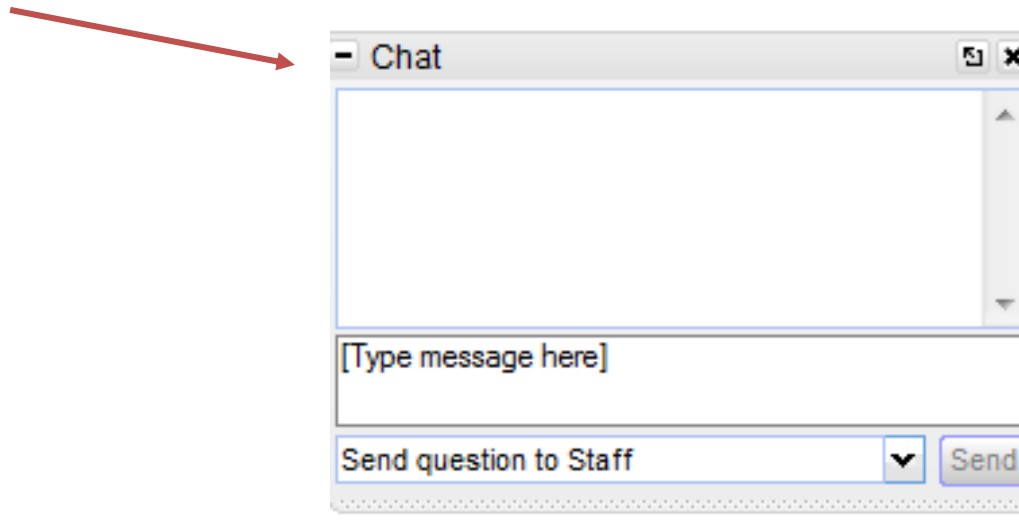 Chat
[Type message here]
Send question to Staff
Send